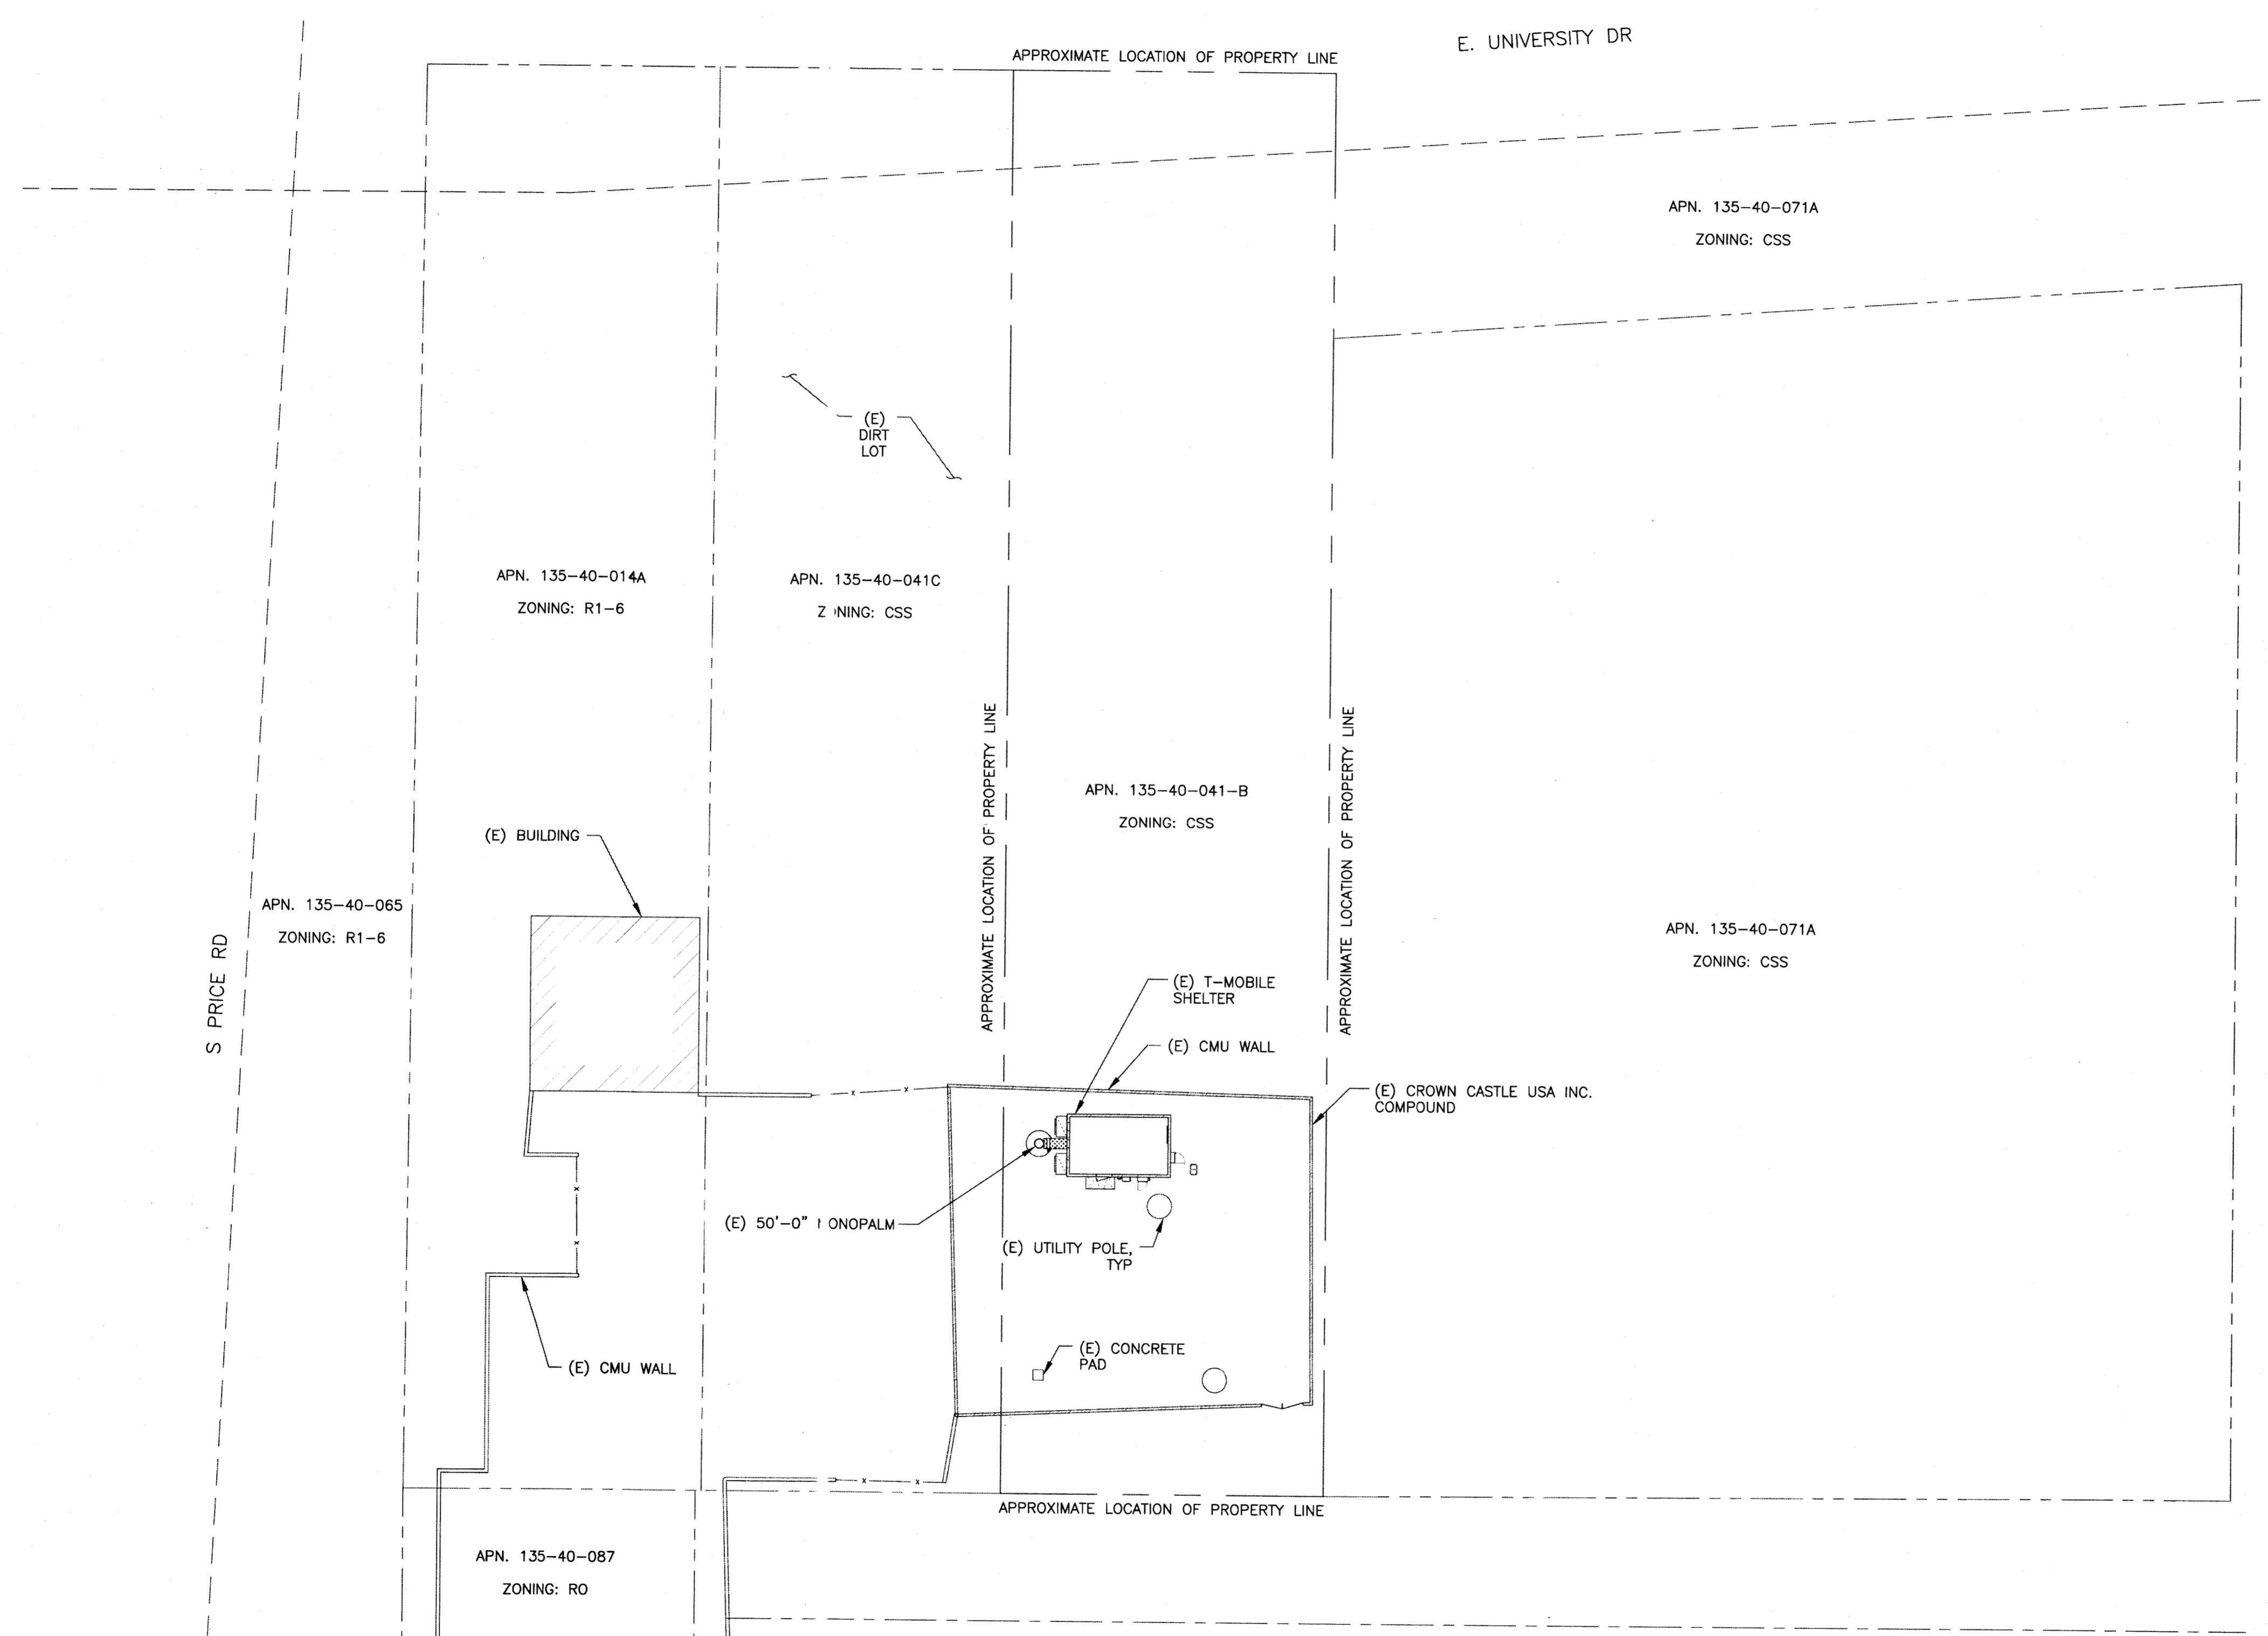 E. UNIVERSITY DR
APPROXIMATE LOCATION OF PROPERTY LINE
APN. 135-40-071A
ZONING: CSS
(E)
DIRT
LOT
APN. 135-40-014A
ZONING: R1-6
APN. 135-40-041C
Z NING: CSS
APPROXIMATE LOCATION OF PROPERTY LINE
APPROXIMATE LOCATION OF PROPERTY LINE
APN. 135-40-041-B
ZONING: CSS
(E) BUILDING
APN. 135-40-065
ZONING: R1-6
S PRICE RD
APN. 135-40-071A
ZONING: CSS
(E) T-MOBILE
SHELTER
(E) CMU WALL
(E) CROWN CASTLE USA INC.
COMPOUND
(E) 50'-0" ONOPALM
(E) UTILITY POLE,
TYP
(E) CONCRETE
PAD
(E) CMU WALL
APPROXIMATE LOCATION OF PROPERTY LINE
APN. 135-40-087
ZONING: RO